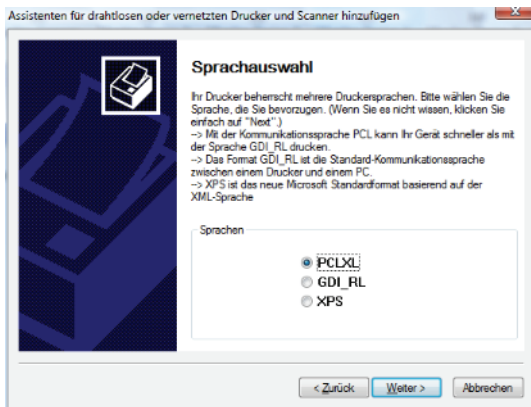 Assistenten für drahtlosen oder vernetzten Drucker und Scanner hinzufügen
Sprachauswahl
Ihr Drucker beherrscht mehrere Druckersprachen. Bitte wählen Sie die
Sprache, die Sie bevorzugen. (Wenn Sie es nicht wissen, klicken Sie
einfach auf "Next".)
--> Mit der Kommunikationssprache PCL kann Ihr Gerät schneller als mit
der Sprache GDI_RL drucken.
--> Das Format GDI_RL ist die Standard-Kommunikationssprache
zwischen einem Drucker und einem PC.
--> XPS ist das neue Microsoft Standardformat basierend auf der
XML-Sprache
Sprachen
PCLXL
GDI_RL
XPS
< Zurück Weiter > Abbrechen